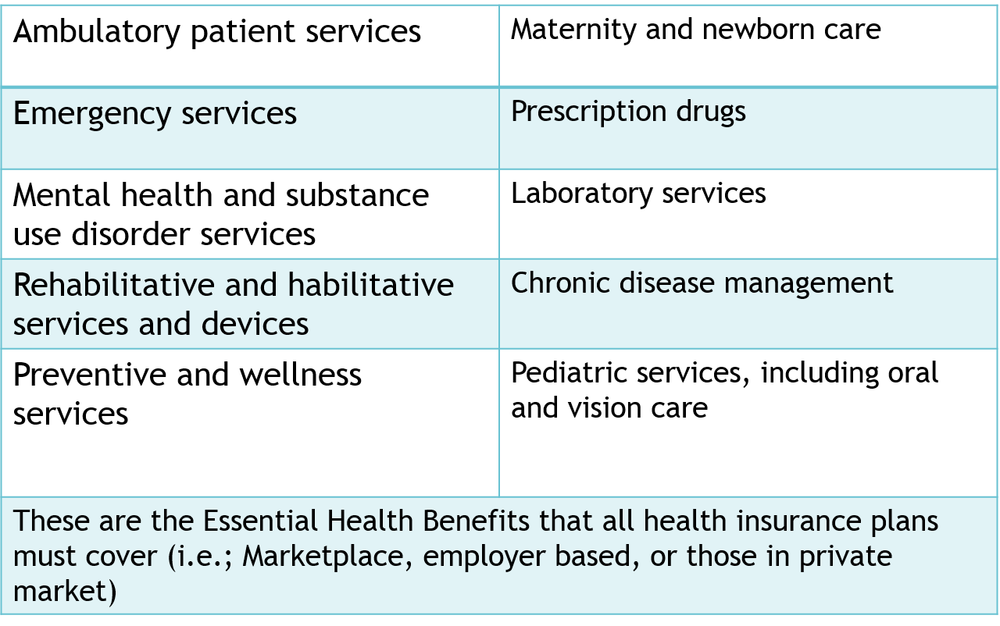 Ambulatory patient services
Maternity and newborn care
Emergency services
Prescription drugs
Mental health and substance
use disorder services
Laboratory services
Rehabilitative and habilitative
services and devices
Chronic disease management
Preventive and wellness
services
Pediatric services, including oral
and vision care
These are the Essential Health Benefits that all health insurance plans
must cover (i.e.; Marketplace, employer based, or those in private
market)